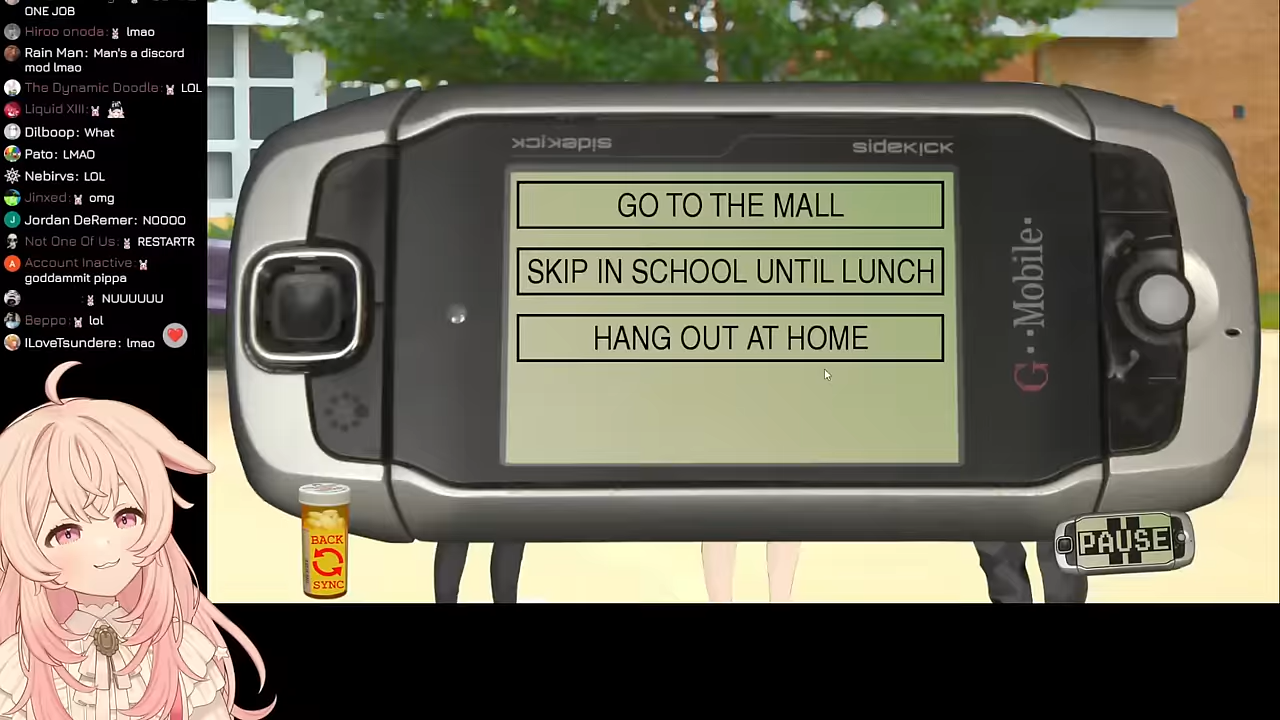 ONE JOB
Hiroo onoda: lmao
Rain Man: Man's a discord
mod lmao
The Dynamic Doodle: LOL
Liquid XIII:
Dilboop: What
Pato: LMAO
Nebirvs: LOL
Jinxed: omg
Jordan DeRemer: NOOOO
Not One Of Us: RESTARTR
Account Inactive:
goddammit pippa
: NUUUUUU
Beppo: lol
ILoveTsundere: lmao
sidekick
sidekick
GO TO THE MALL
SKIP IN SCHOOL UNTIL LUNCH
HANG OUT AT HOME
G··Mobile·
BACK
SYNC
PAUSE